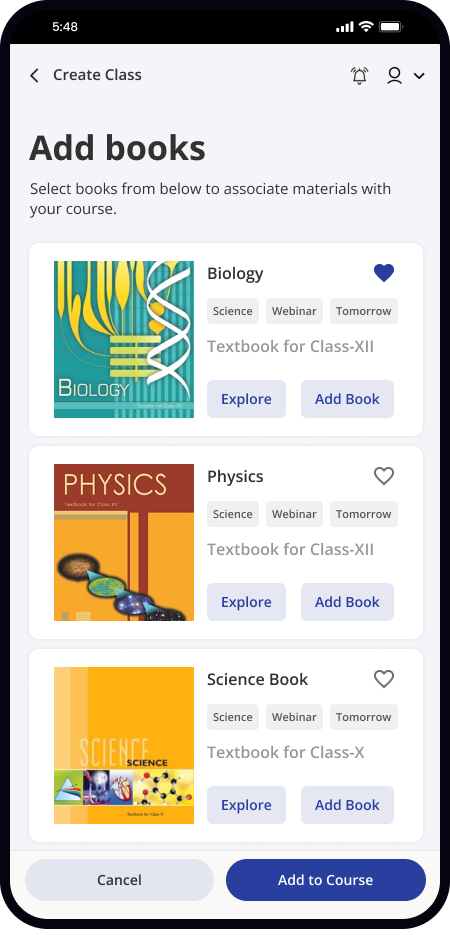 5:48
Create Class
Add books
Select books from below to associate materials with
your course.
BIOLOGY
Biology
Science Webinar Tomorrow
Textbook for Class-XII
Explore Add Book
PHYSICS
Textbook for Class XII
Physics
Science Webinar Tomorrow
Textbook for Class-XII
Explore Add Book
SCIENCE
SCIENCE
Textbook for Class X
Science Book
Science Webinar Tomorrow
Textbook for Class-X
Explore Add Book
Cancel Add to Course